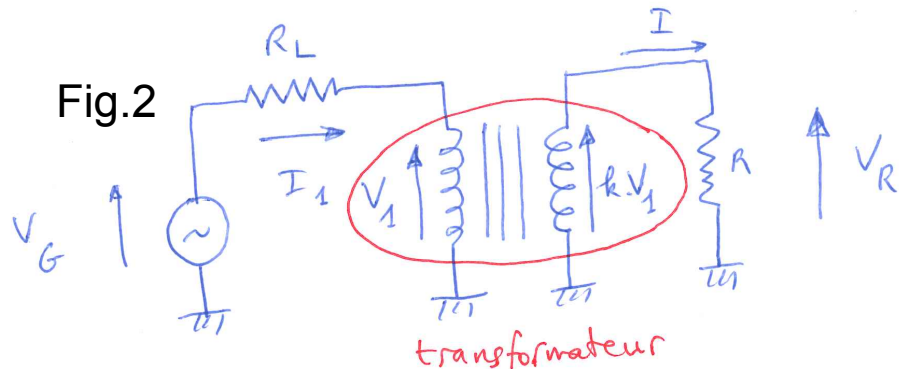 Fig.2
R_L
I
I_1
V_G
V_1
k.V_1
R
V_R
~
transformateur